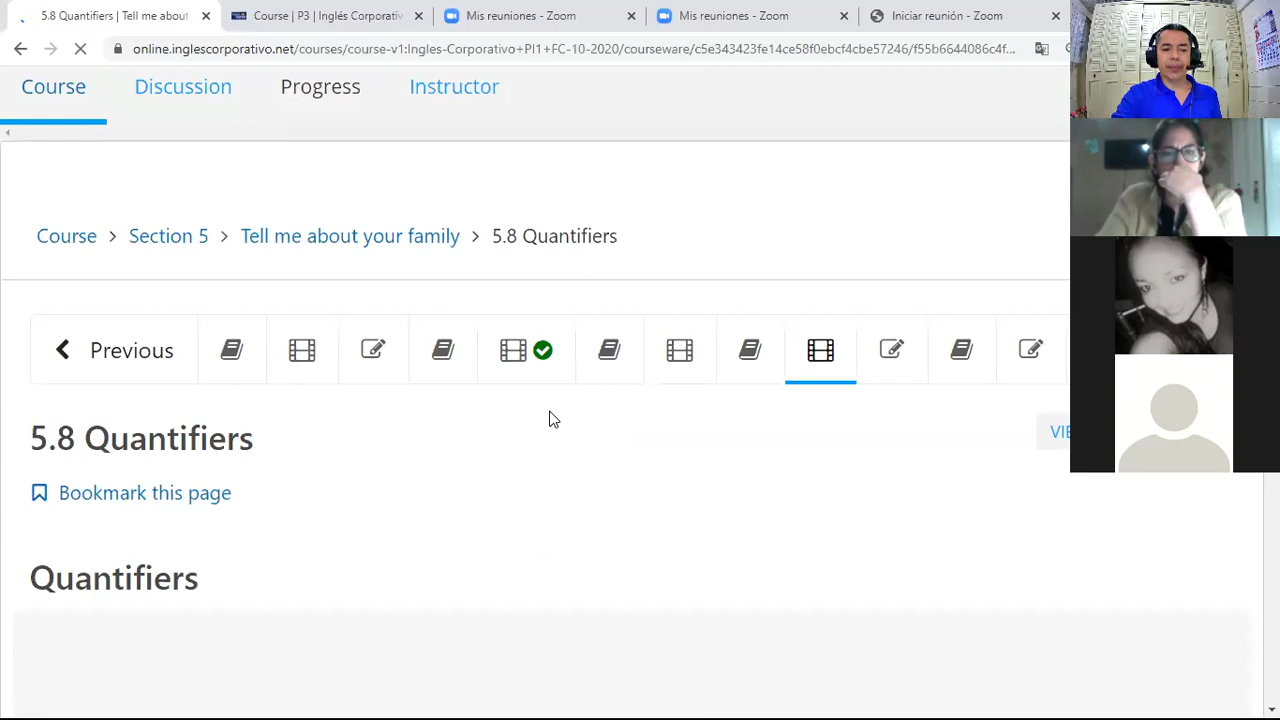 5.8 Quantifiers | Tell me about
Course | P3 | Inglés Corporativ
Mis reuniones - Zoom
Mis reuniones - Zoom
Iniciar reunión - Zoom
online.inglescorporativo.net/courses/course-v1:Ingles-Corporativo+PI1+FC-10-2020/courseware/c5e343423fe14ce58f0ebcf4cbe57246/f5b6644086c4f...
Course
Discussion
Progress
Instructor
Course > Section 5 > Tell me about your family > 5.8 Quantifiers
Previous
5.8 Quantifiers
VIE
Bookmark this page
Quantifiers